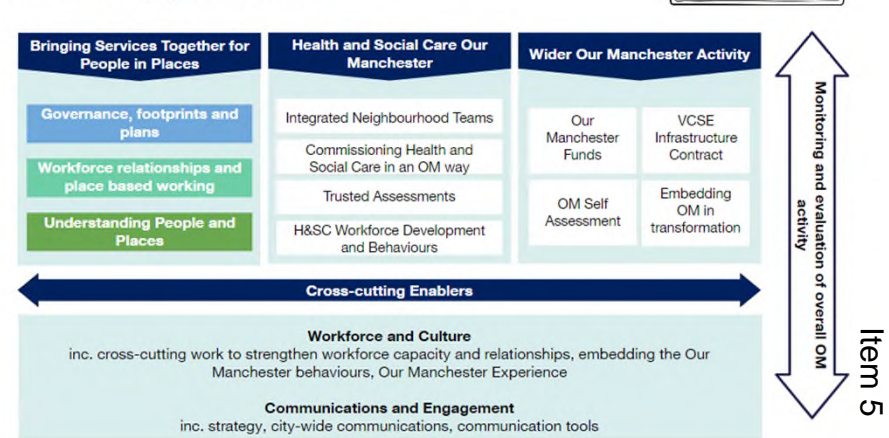 Bringing Services Together for
People in Places
Governance, footprints and
plans
Workforce relationships and
place based working
Understanding People and
Places
Health and Social Care Our
Manchester
Integrated Neighbourhood Teams
Commissioning Health and
Social Care in an OM way
Trusted Assessments
H&SC Workforce Development
and Behaviours
Wider Our Manchester Activity
Our
Manchester
Funds
VCSE
Infrastructure
Contract
OM Self
Assessment
Embedding
OM in
transformation
Cross-cutting Enablers
Workforce and Culture
inc. cross-cutting work to strengthen workforce capacity and relationships, embedding the Our
Manchester behaviours, Our Manchester Experience
Communications and Engagement
inc. strategy, city-wide communications, communication tools
Monitoring and evaluation of overall OM
activity
Item 5